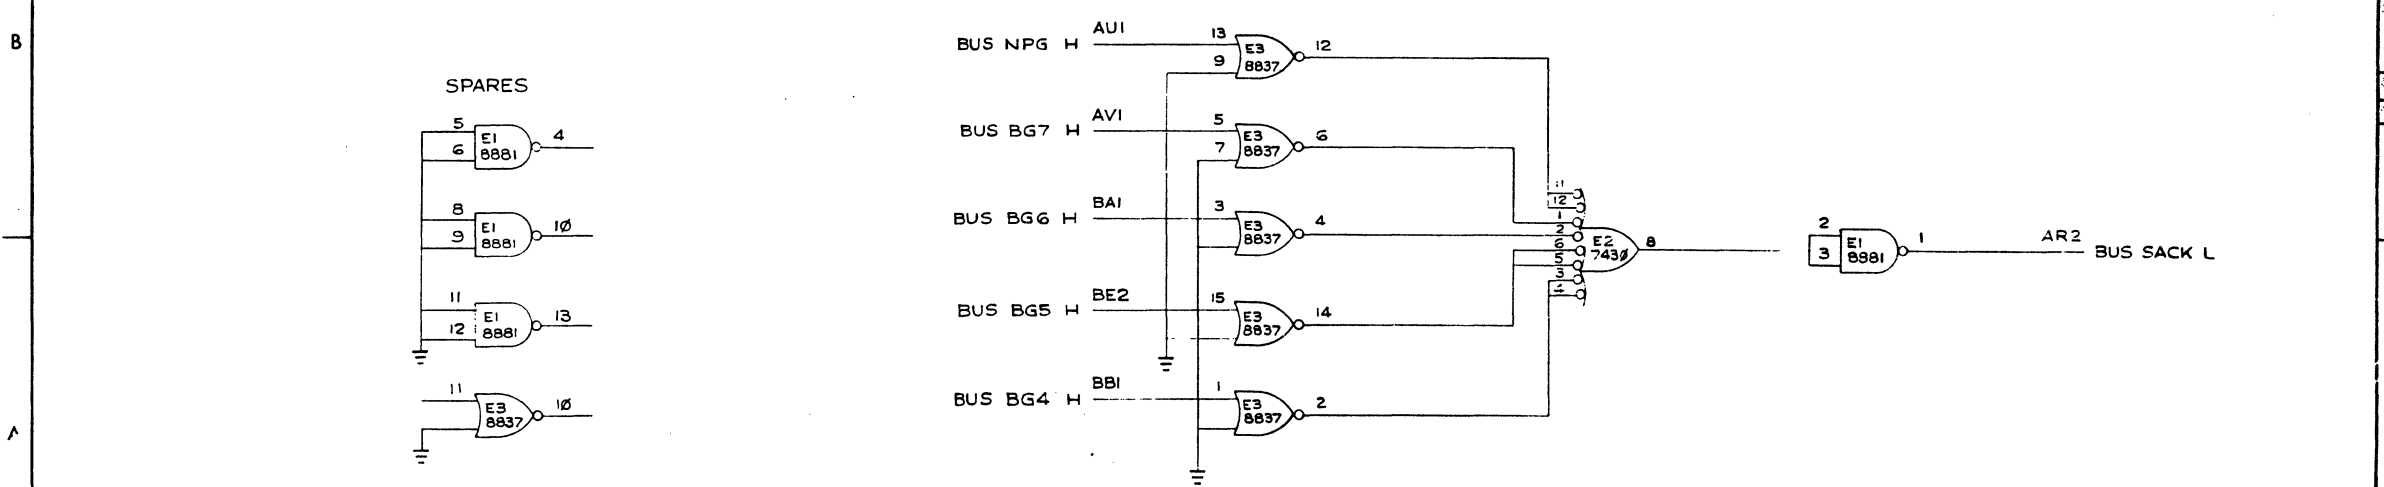 B
SPARES
5
6
E1
8881
4
8
9
E1
8881
10
11
12
E1
8881
13
11
E3
8837
10
A
BUS NPG H
AU1
13
9
E3
8837
12
BUS BG7 H
AV1
5
7
E3
8837
6
BUS BG6 H
BA1
3
E3
8837
4
BUS BG5 H
BE2
15
E3
8837
14
BUS BG4 H
BB1
1
E3
8837
2
11
12
1
2
6
5
3
4
E2
7430
8
2
3
E1
8881
1
AR2
BUS SACK L